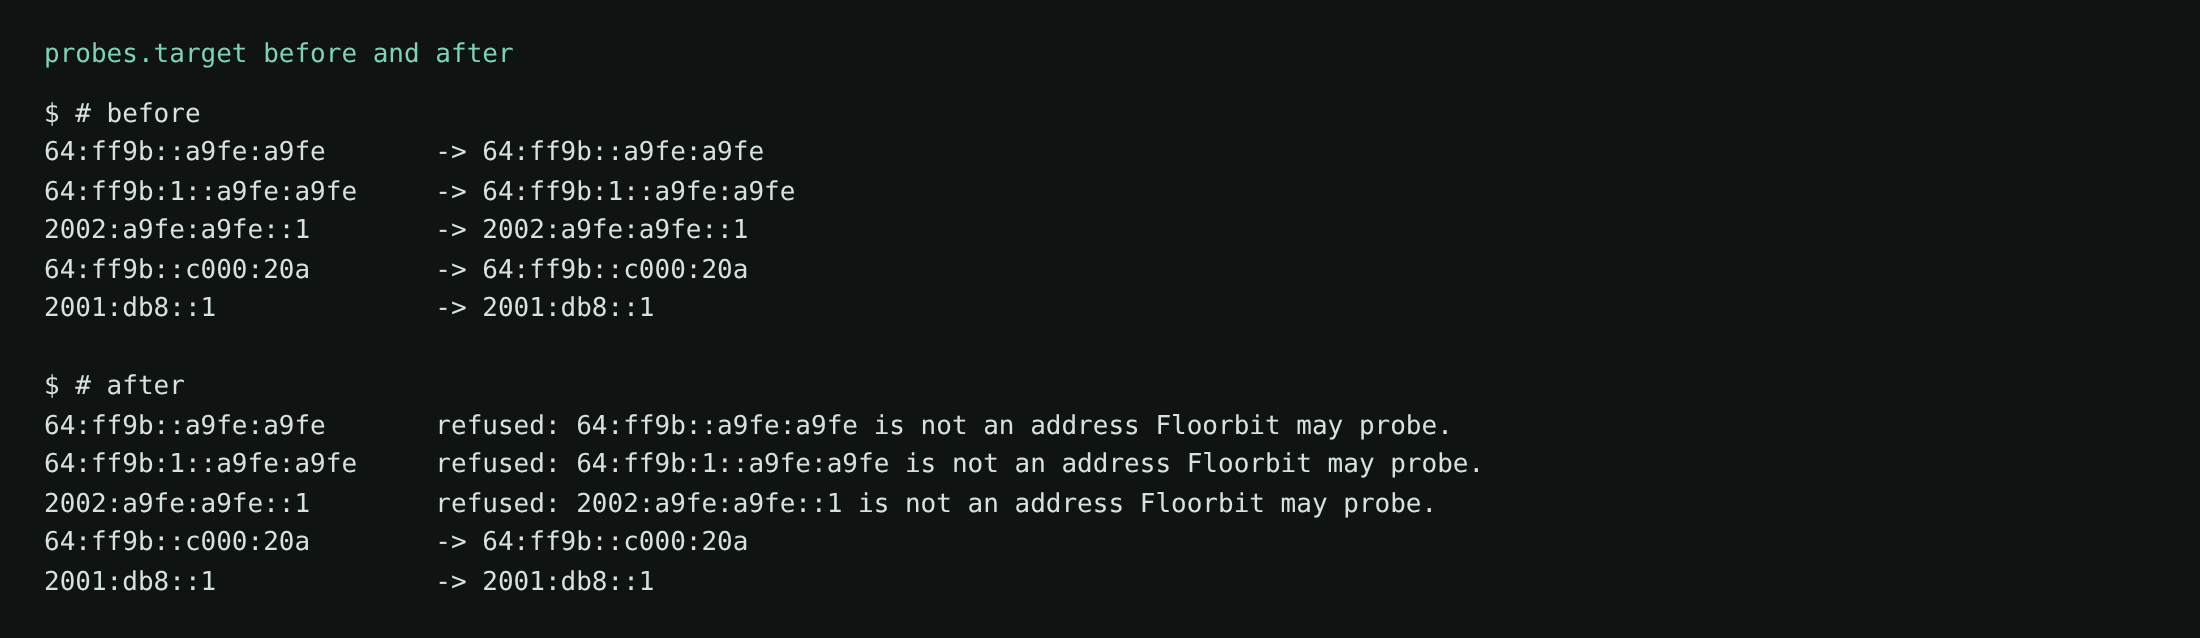 probes.target before and after
$ # before
64:ff9b::a9fe:a9fe -> 64:ff9b::a9fe:a9fe
64:ff9b:1::a9fe:a9fe -> 64:ff9b:1::a9fe:a9fe
2002:a9fe:a9fe::1 -> 2002:a9fe:a9fe::1
64:ff9b::c000:20a -> 64:ff9b::c000:20a
2001:db8::1 -> 2001:db8::1
$ # after
64:ff9b::a9fe:a9fe refused: 64:ff9b::a9fe:a9fe is not an address Floorbit may probe.
64:ff9b:1::a9fe:a9fe refused: 64:ff9b:1::a9fe:a9fe is not an address Floorbit may probe.
2002:a9fe:a9fe::1 refused: 2002:a9fe:a9fe::1 is not an address Floorbit may probe.
64:ff9b::c000:20a -> 64:ff9b::c000:20a
2001:db8::1 -> 2001:db8::1